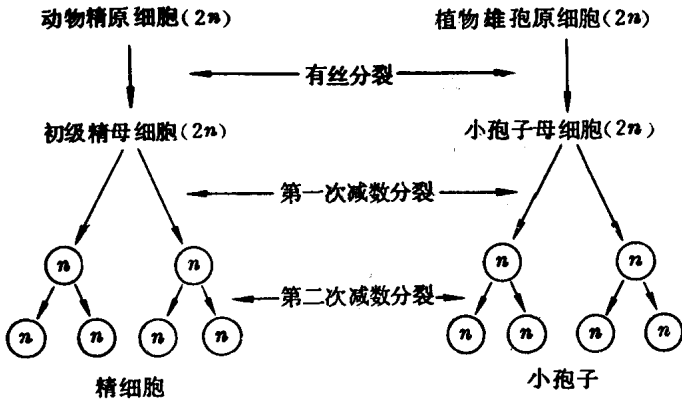 动物精原细胞(2n) 植物雄孢原细胞(2n)
有丝分裂
初级精母细胞(2n) 小孢子母细胞(2n)
第一次减数分裂
n n n n
第二次减数分裂
n n n n n n n n
精细胞 小孢子